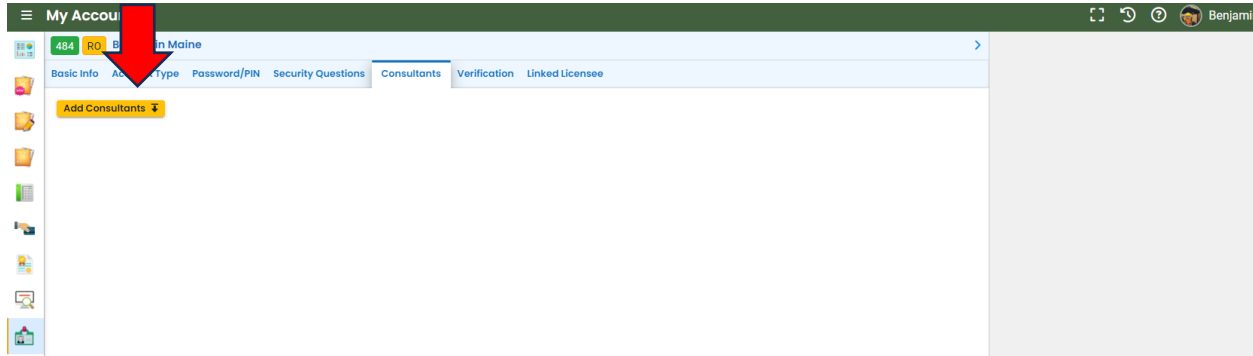 My Accou
Benjami
484 RO B in Maine
Basic Info Type Password/PIN Security Questions Consultants Verification Linked Licensee
Add Consultants